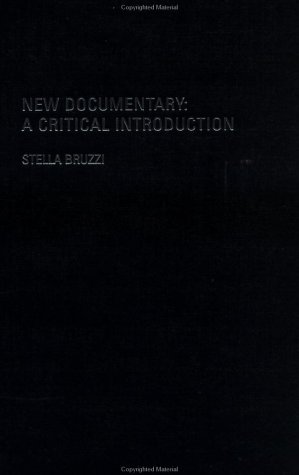 Copyrighted Material
NEW DOCUMENTARY:
A CRITICAL INTRODUCTION
STELLA BRUZZI
Copyrighted Material